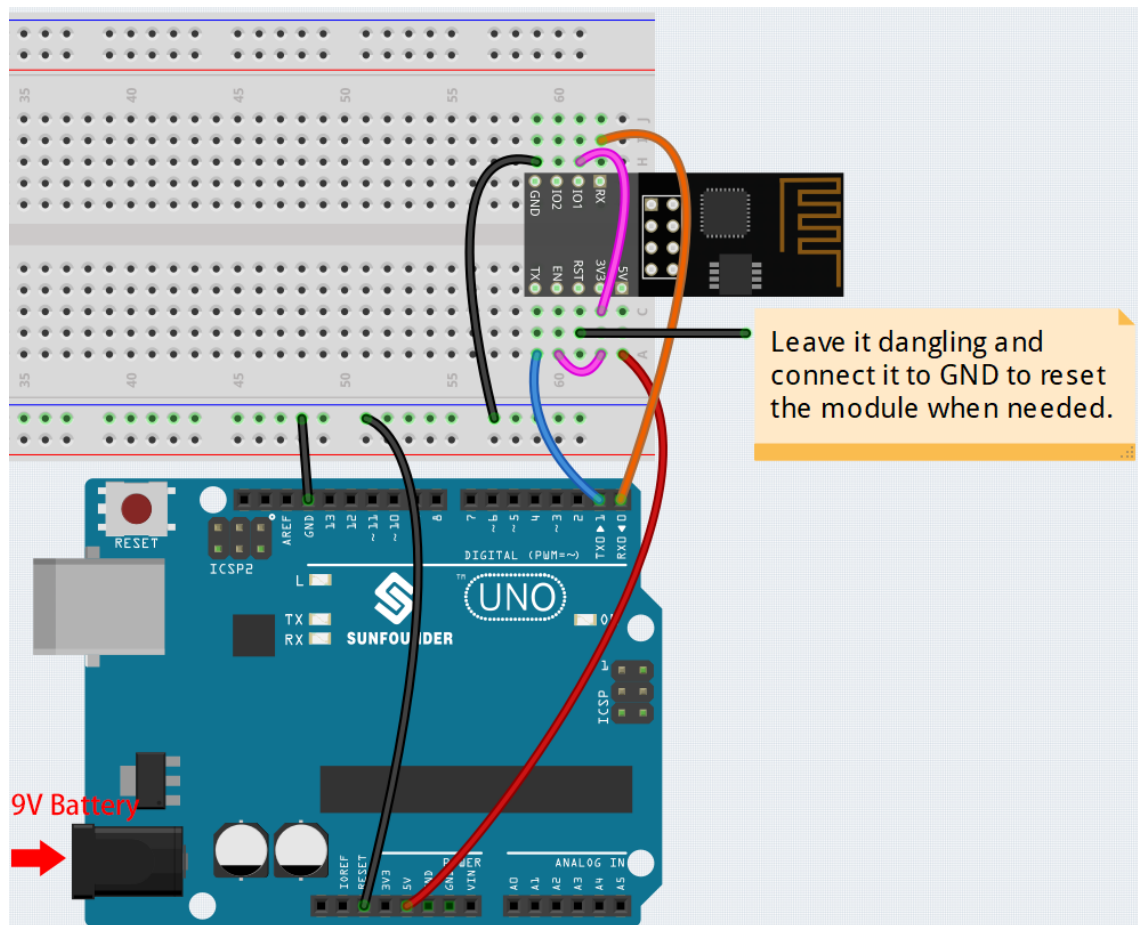 35 40 45 50 55 60
J
I
H
GND IO2 IO1 RX
TX EN RST 3V3 5V
C
A
35 40 45 50 55 60
Leave it dangling and
connect it to GND to reset
the module when needed.
RESET
AREF GND 13 12 ~11 ~10 8 7 ~6 ~5 4 ~3 2 TX0▶1 RX0◀0
ICSP2
DIGITAL (PWM=~)
L
TX
RX
SUNFOUNDER
™
UNO
1
ICSP
9V Battery
POWER
ANALOG IN
IOREF RESET 3V3 5V GND GND VIN A0 A1 A2 A3 A4 A5